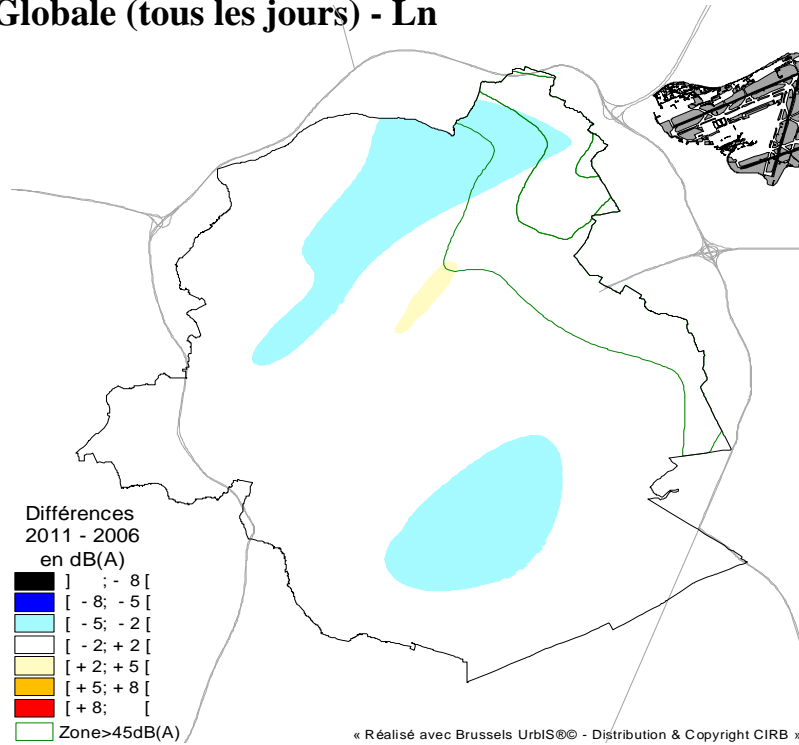 Globale (tous les jours) - Ln
Différences
2011 - 2006
en dB(A)
] ; - 8 [
[ - 8; - 5 [
[ - 5; - 2 [
[ - 2; + 2 [
[ + 2; + 5 [
[ + 5; + 8 [
[ + 8; [
Zone>45dB(A)
« Réalisé avec Brussels UrbIS®© - Distribution & Copyright CIRB »